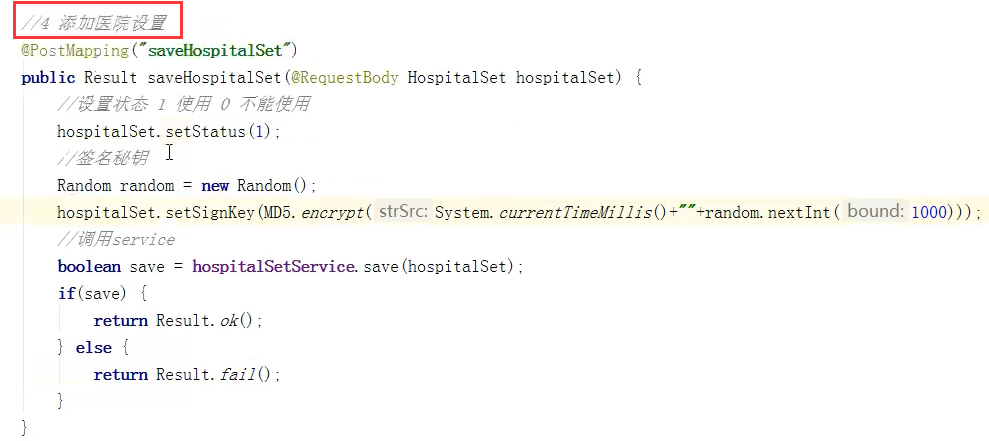 //4 添加医院设置
@PostMapping("saveHospitalSet")
public Result saveHospitalSet(@RequestBody HospitalSet hospitalSet) {
//设置状态 1 使用 0 不能使用
hospitalSet.setStatus(1);
//签名秘钥
Random random = new Random();
hospitalSet.setSignKey(MD5.encrypt( strSrc: System.currentTimeMillis()+""+random.nextInt( bound: 1000)));
//调用service
boolean save = hospitalSetService.save(hospitalSet);
if(save) {
return Result.ok();
} else {
return Result.fail();
}
}